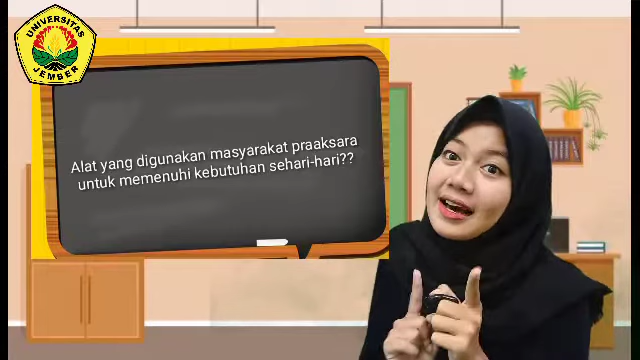 UNIVERSITAS
JEMBER
Alat yang digunakan masyarakat praaksara
untuk memenuhi kebutuhan sehari-hari??